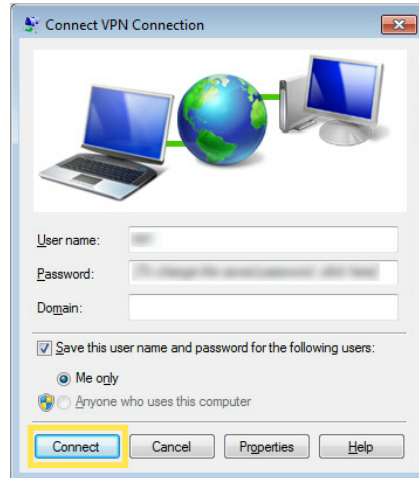 Connect VPN Connection
User name:
Password:
Domain:
Save this user name and password for the following users:
Me only
Anyone who uses this computer
Connect Cancel Properties Help